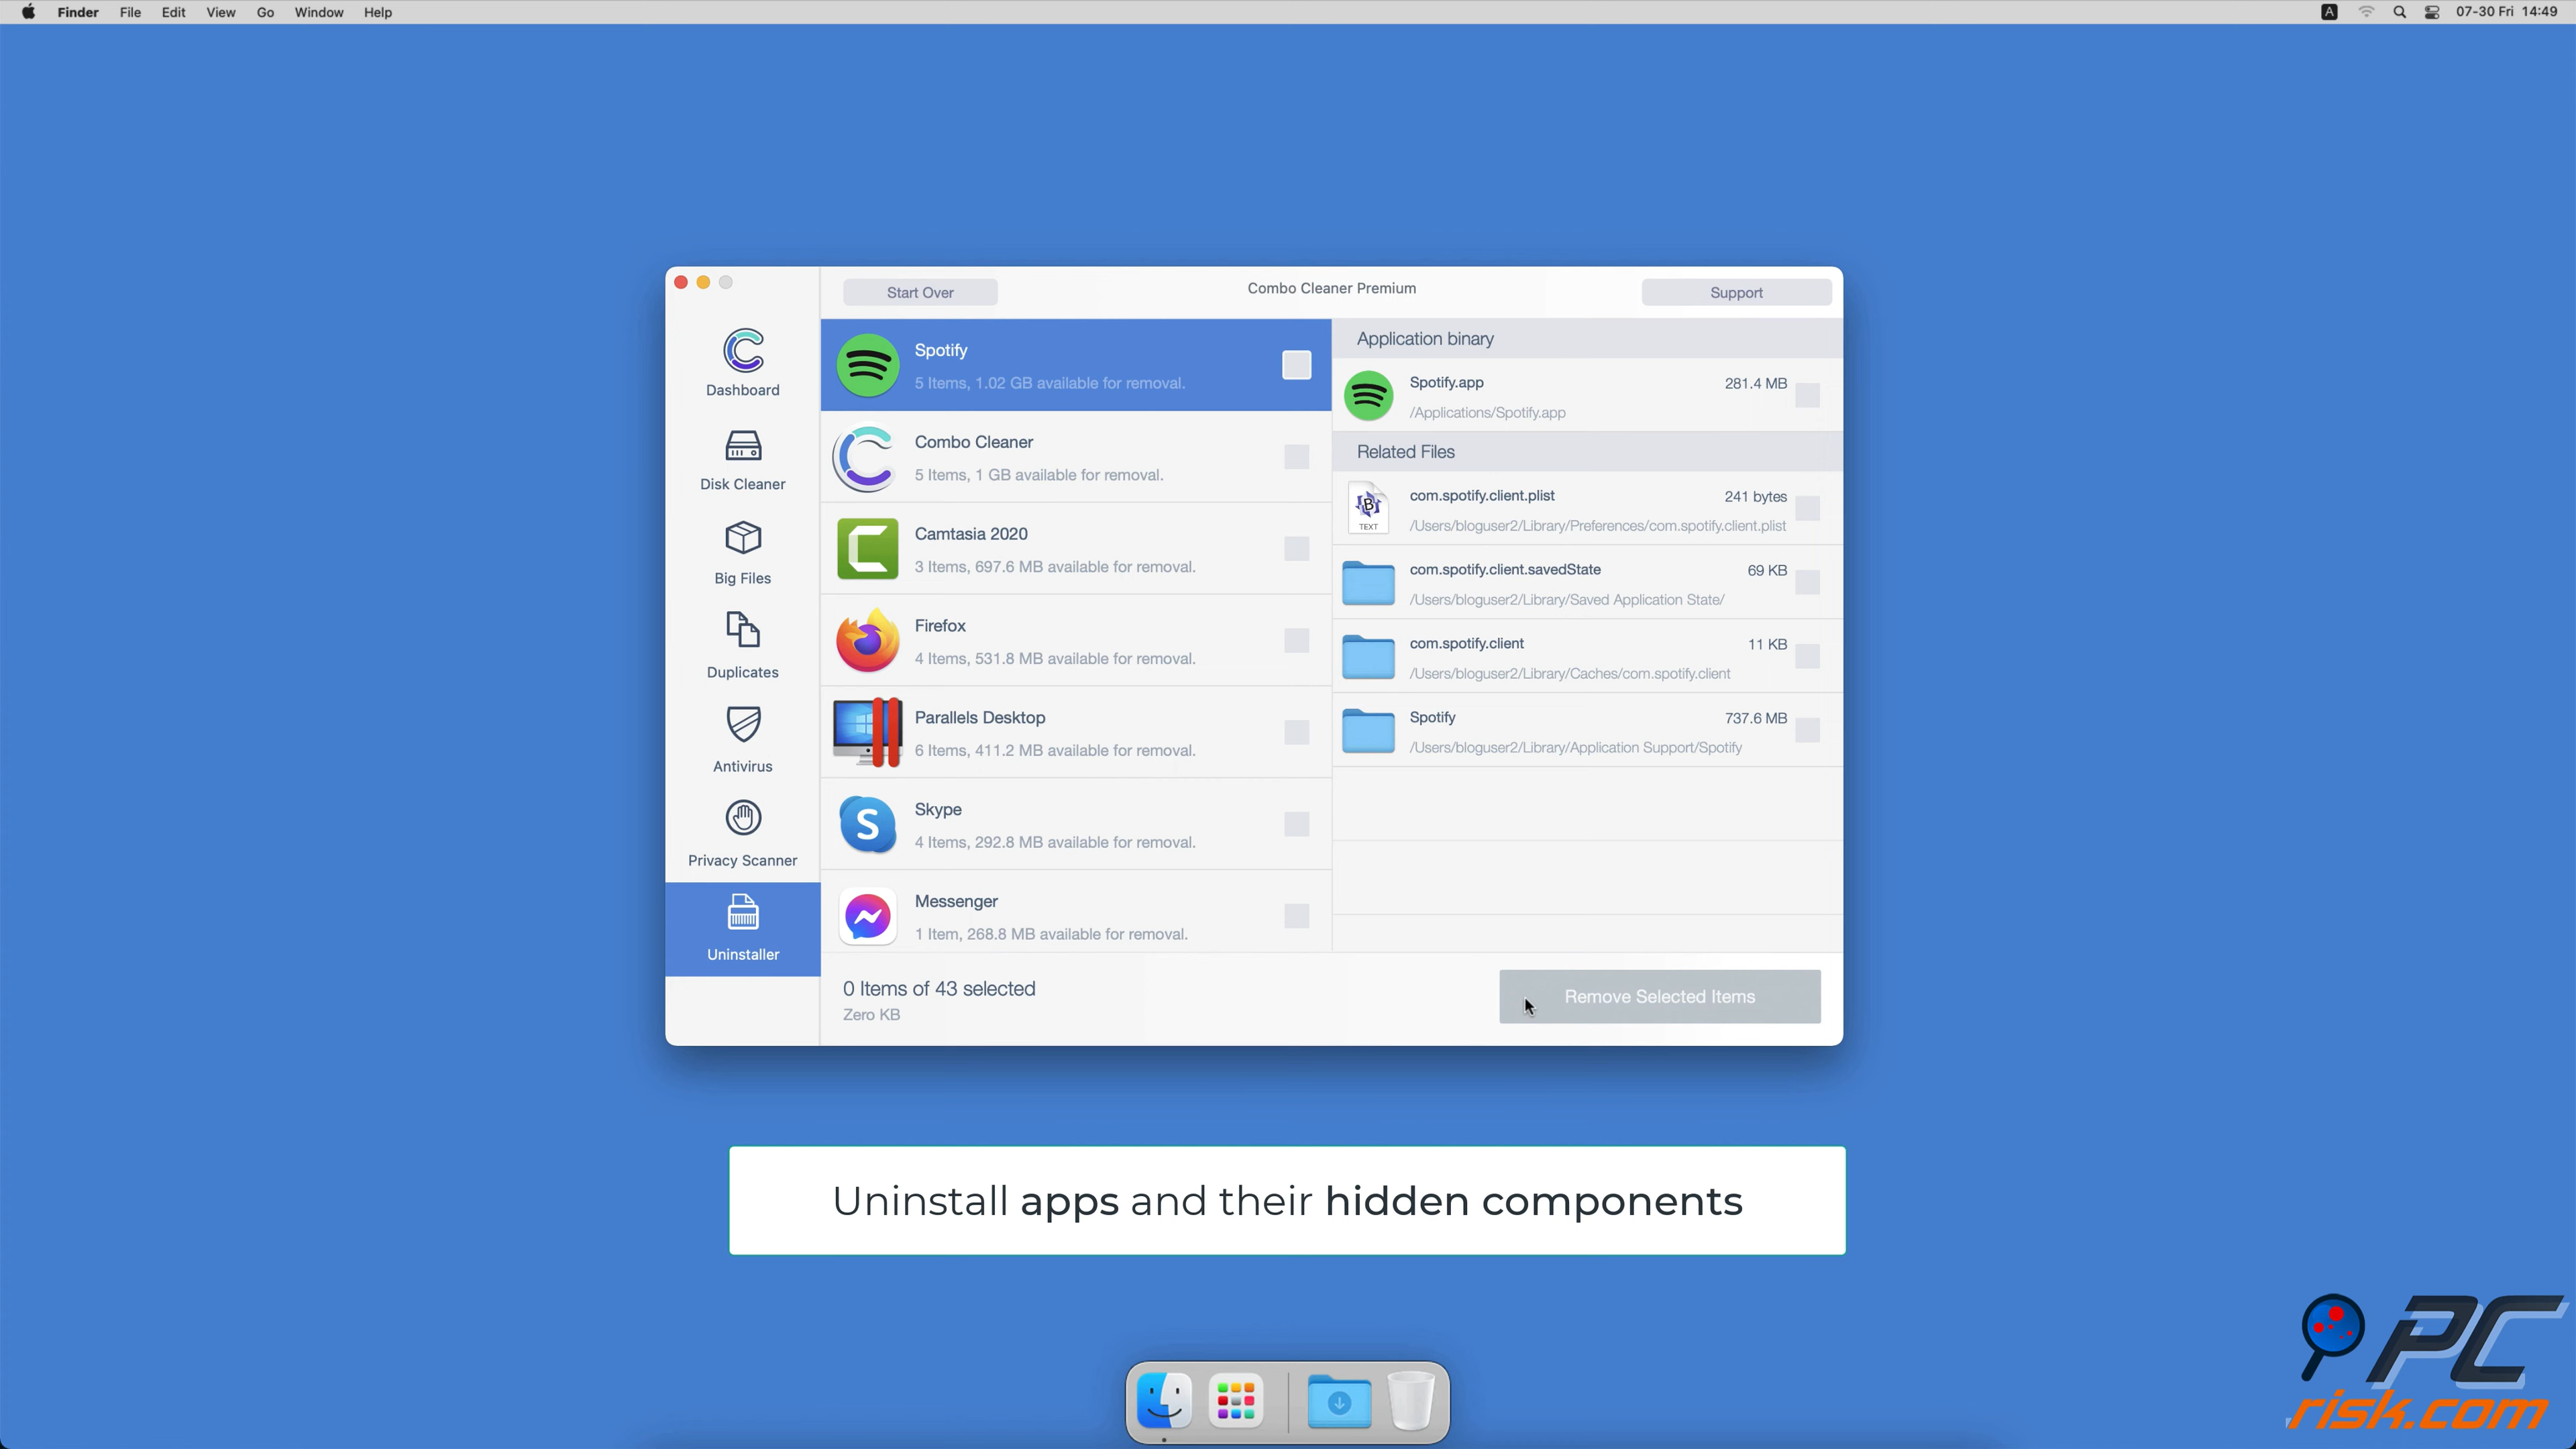 Finder File Edit View Go Window Help
A 07-30 Fri 14:49
Start Over
Combo Cleaner Premium
Support
Dashboard
Disk Cleaner
Big Files
Duplicates
Antivirus
Privacy Scanner
Uninstaller
Spotify
5 Items, 1.02 GB available for removal.
Combo Cleaner
5 Items, 1 GB available for removal.
Camtasia 2020
3 Items, 697.6 MB available for removal.
Firefox
4 Items, 531.8 MB available for removal.
Parallels Desktop
6 Items, 411.2 MB available for removal.
S
Skype
4 Items, 292.8 MB available for removal.
Messenger
1 Item, 268.8 MB available for removal.
Application binary
Spotify.app 281.4 MB
/Applications/Spotify.app
Related Files
B
TEXT
com.spotify.client.plist 241 bytes
/Users/bloguser2/Library/Preferences/com.spotify.client.plist
com.spotify.client.savedState 69 KB
/Users/bloguser2/Library/Saved Application State/
com.spotify.client 11 KB
/Users/bloguser2/Library/Caches/com.spotify.client
Spotify 737.6 MB
/Users/bloguser2/Library/Application Support/Spotify
0 Items of 43 selected
Zero KB
Remove Selected Items
Uninstall apps and their hidden components
PC
risk.com